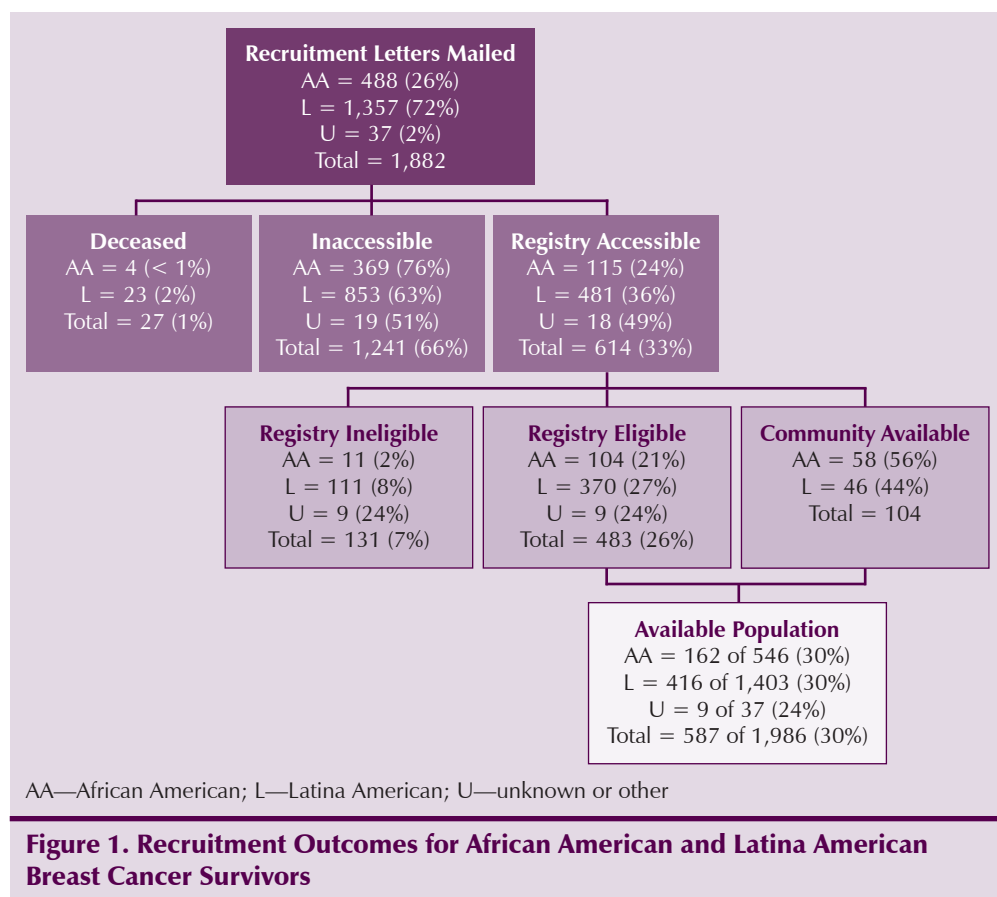 Recruitment Letters Mailed
AA = 488 (26%)
L = 1,357 (72%)
U = 37 (2%)
Total = 1,882
Deceased
AA = 4 (< 1%)
L = 23 (2%)
Total = 27 (1%)
Inaccessible
AA = 369 (76%)
L = 853 (63%)
U = 19 (51%)
Total = 1,241 (66%)
Registry Accessible
AA = 115 (24%)
L = 481 (36%)
U = 18 (49%)
Total = 614 (33%)
Registry Ineligible
AA = 11 (2%)
L = 111 (8%)
U = 9 (24%)
Total = 131 (7%)
Registry Eligible
AA = 104 (21%)
L = 370 (27%)
U = 9 (24%)
Total = 483 (26%)
Community Available
AA = 58 (56%)
L = 46 (44%)
Total = 104
Available Population
AA = 162 of 546 (30%)
L = 416 of 1,403 (30%)
U = 9 of 37 (24%)
Total = 587 of 1,986 (30%)
AA—African American; L—Latina American; U—unknown or other
Figure 1. Recruitment Outcomes for African American and Latina American
Breast Cancer Survivors